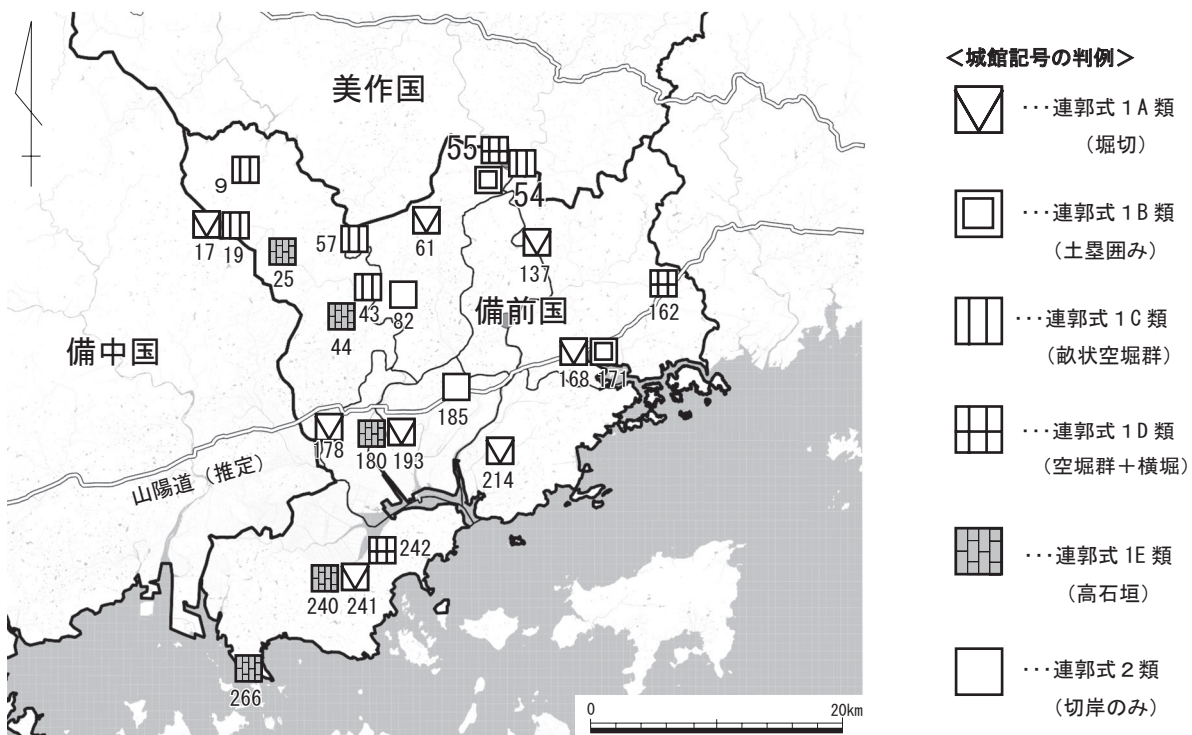 美作国
55
9
54
17
19
57
61
25
137
43
82
備前国
162
44
備中国
168
171
185
178
180
193
山陽道（推定）
214
242
240
241
266
0
20km
＜城館記号の判例＞
･･･連郭式１A類
（堀切）
･･･連郭式１B類
（土塁囲み）
･･･連郭式１C類
（畝状空堀群）
･･･連郭式１D類
（空堀群＋横堀）
･･･連郭式1E類
（高石垣）
･･･連郭式２類
（切岸のみ）